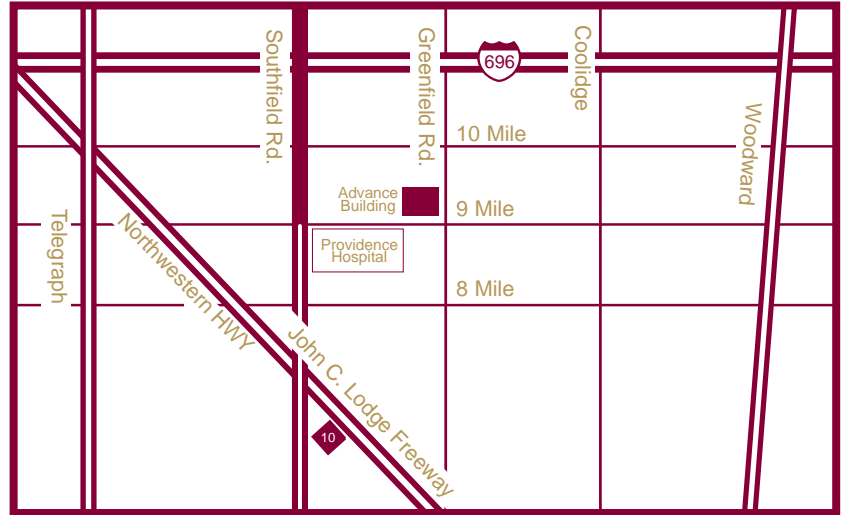 Southfield Rd.
Greenfield Rd.
696
Coolidge
Woodward
10 Mile
Advance
Building
9 Mile
Telegraph
Northwestern HWY
Providence
Hospital
8 Mile
John C. Lodge Freeway
10